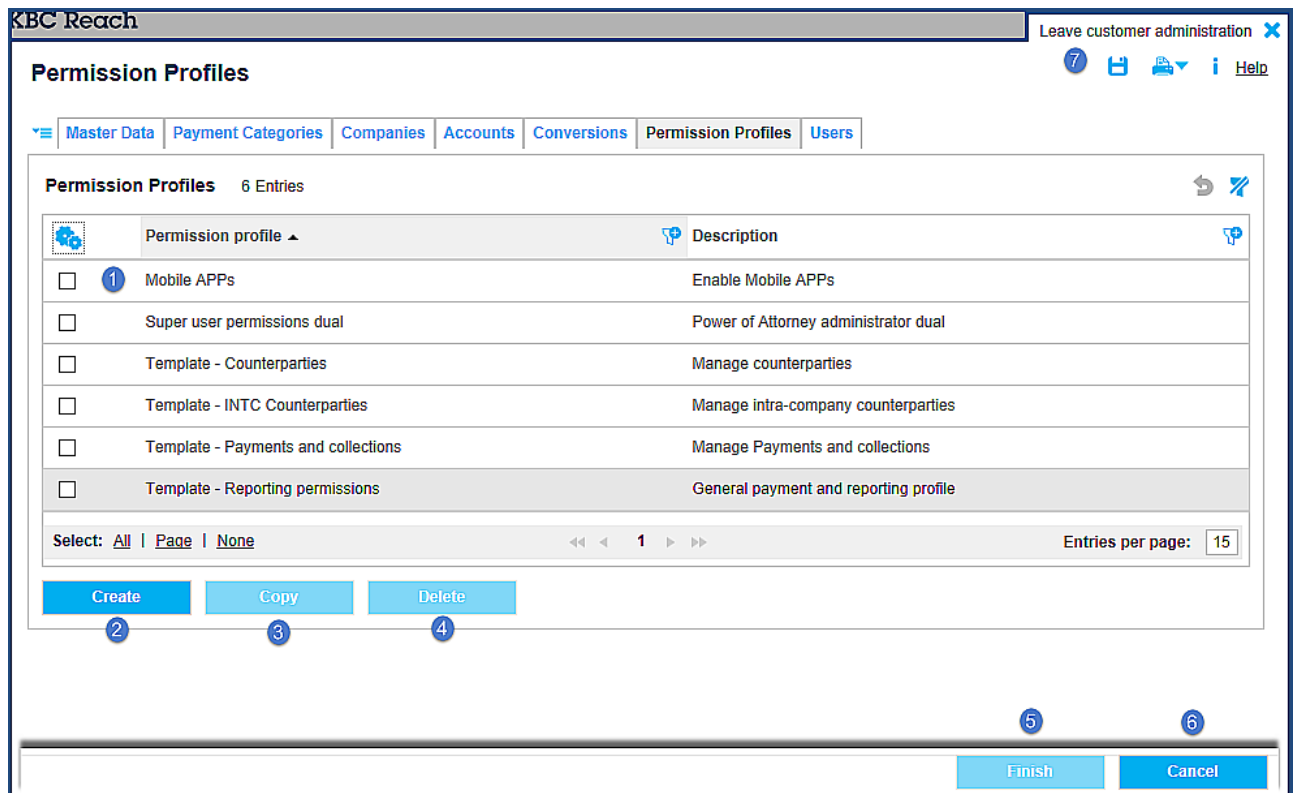 KBC Reach
Leave customer administration
Permission Profiles
7
Help
Master Data Payment Categories Companies Accounts Conversions Permission Profiles Users
Permission Profiles 6 Entries
Permission profile Description
1 Mobile APPs Enable Mobile APPs
Super user permissions dual Power of Attorney administrator dual
Template - Counterparties Manage counterparties
Template - INTC Counterparties Manage intra-company counterparties
Template - Payments and collections Manage Payments and collections
Template - Reporting permissions General payment and reporting profile
Select: All | Page | None 1 Entries per page: 15
Create Copy Delete
2 3 4
5 6
Finish Cancel